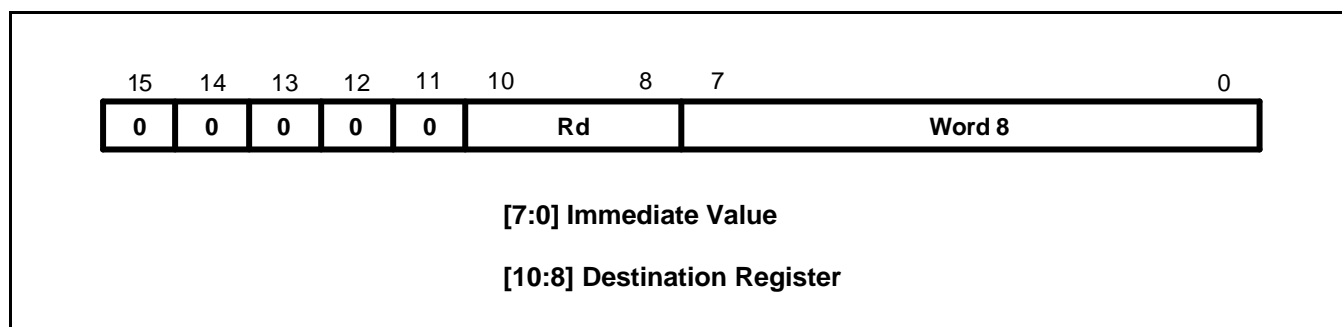 15 14 13 12 11 10 8 7 0
0 0 0 0 0 Rd Word 8
[7:0] Immediate Value
[10:8] Destination Register